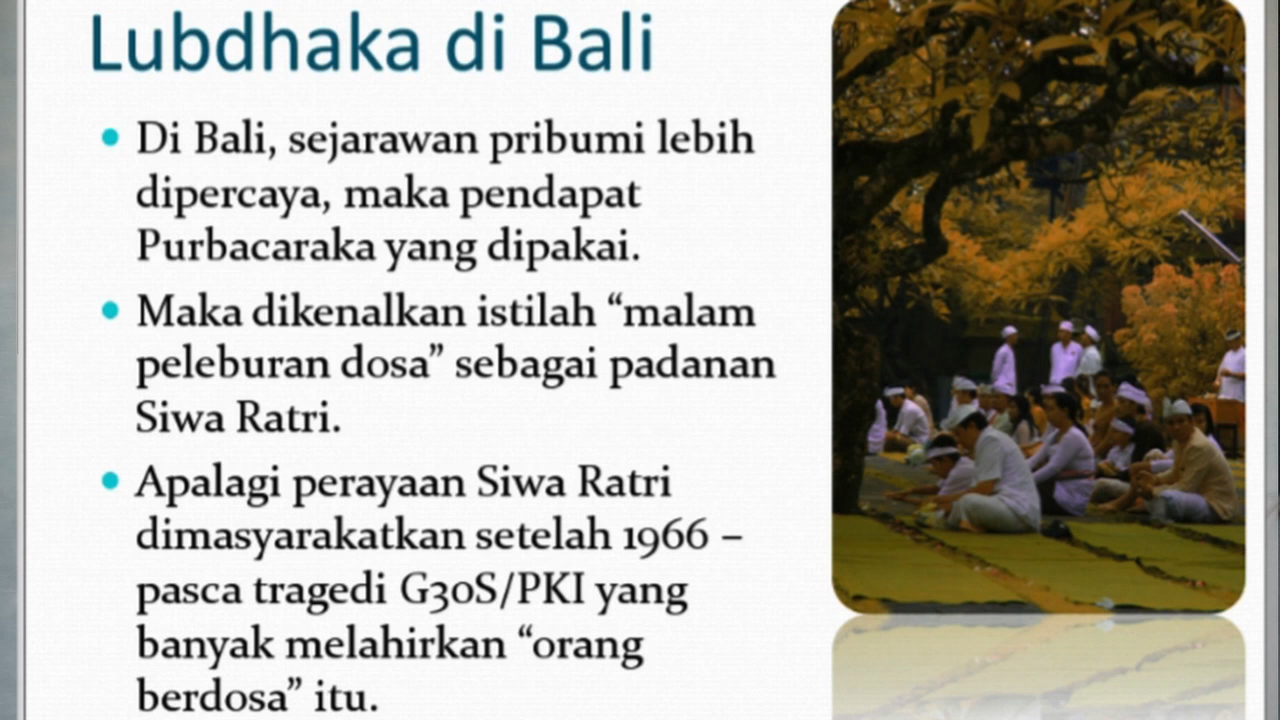 Lubdhaka di Bali
Di Bali, sejarawan pribumi lebih
dipercaya, maka pendapat
Purbacaraka yang dipakai.
Maka dikenalkan istilah “malam
peleburan dosa” sebagai padanan
Siwa Ratri.
Apalagi perayaan Siwa Ratri
dimasyarakatkan setelah 1966 –
pasca tragedi G30S/PKI yang
banyak melahirkan “orang
berdosa” itu.